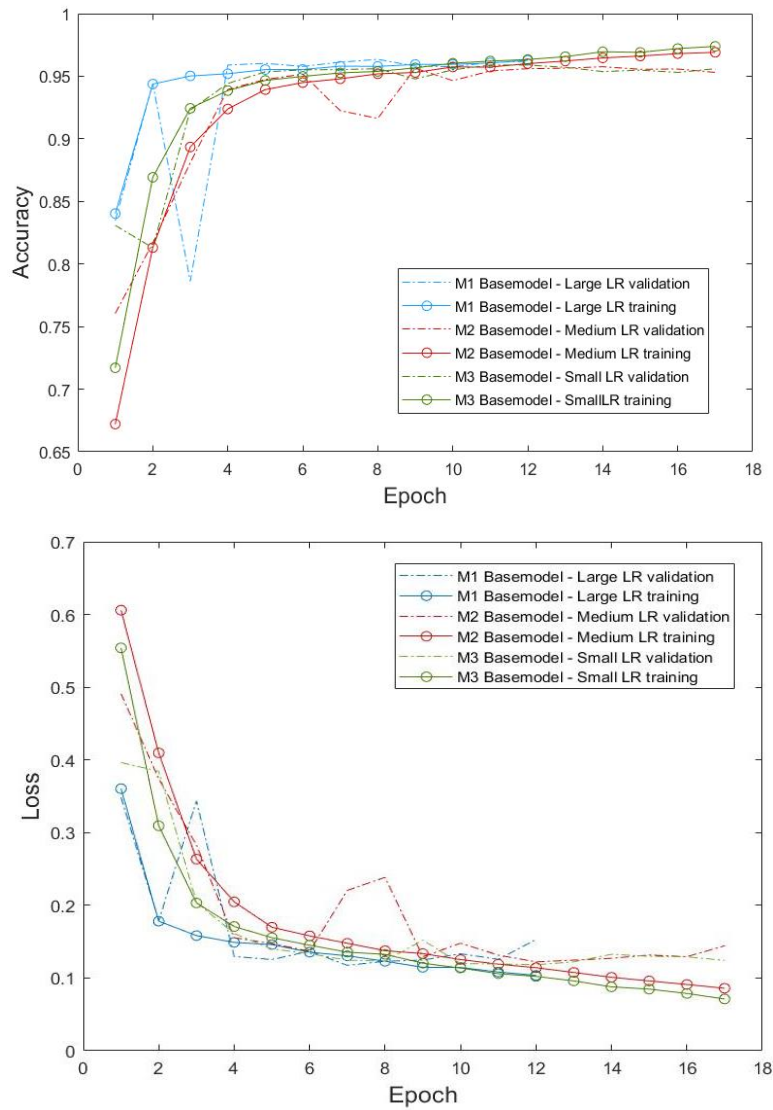 1
0.95
0.9
0.85
0.8
0.75
0.7
0.65
Accuracy
M1 Basemodel - Large LR validation
M1 Basemodel - Large LR training
M2 Basemodel - Medium LR validation
M2 Basemodel - Medium LR training
M3 Basemodel - Small LR validation
M3 Basemodel - SmallLR training
0 2 4 6 8 10 12 14 16 18
Epoch
0.7
0.6
0.5
0.4
0.3
0.2
0.1
0
Loss
M1 Basemodel - Large LR validation
M1 Basemodel - Large LR training
M2 Basemodel - Medium LR validation
M2 Basemodel - Medium LR training
M3 Basemodel - Small LR validation
M3 Basemodel - Small LR training
0 2 4 6 8 10 12 14 16 18
Epoch